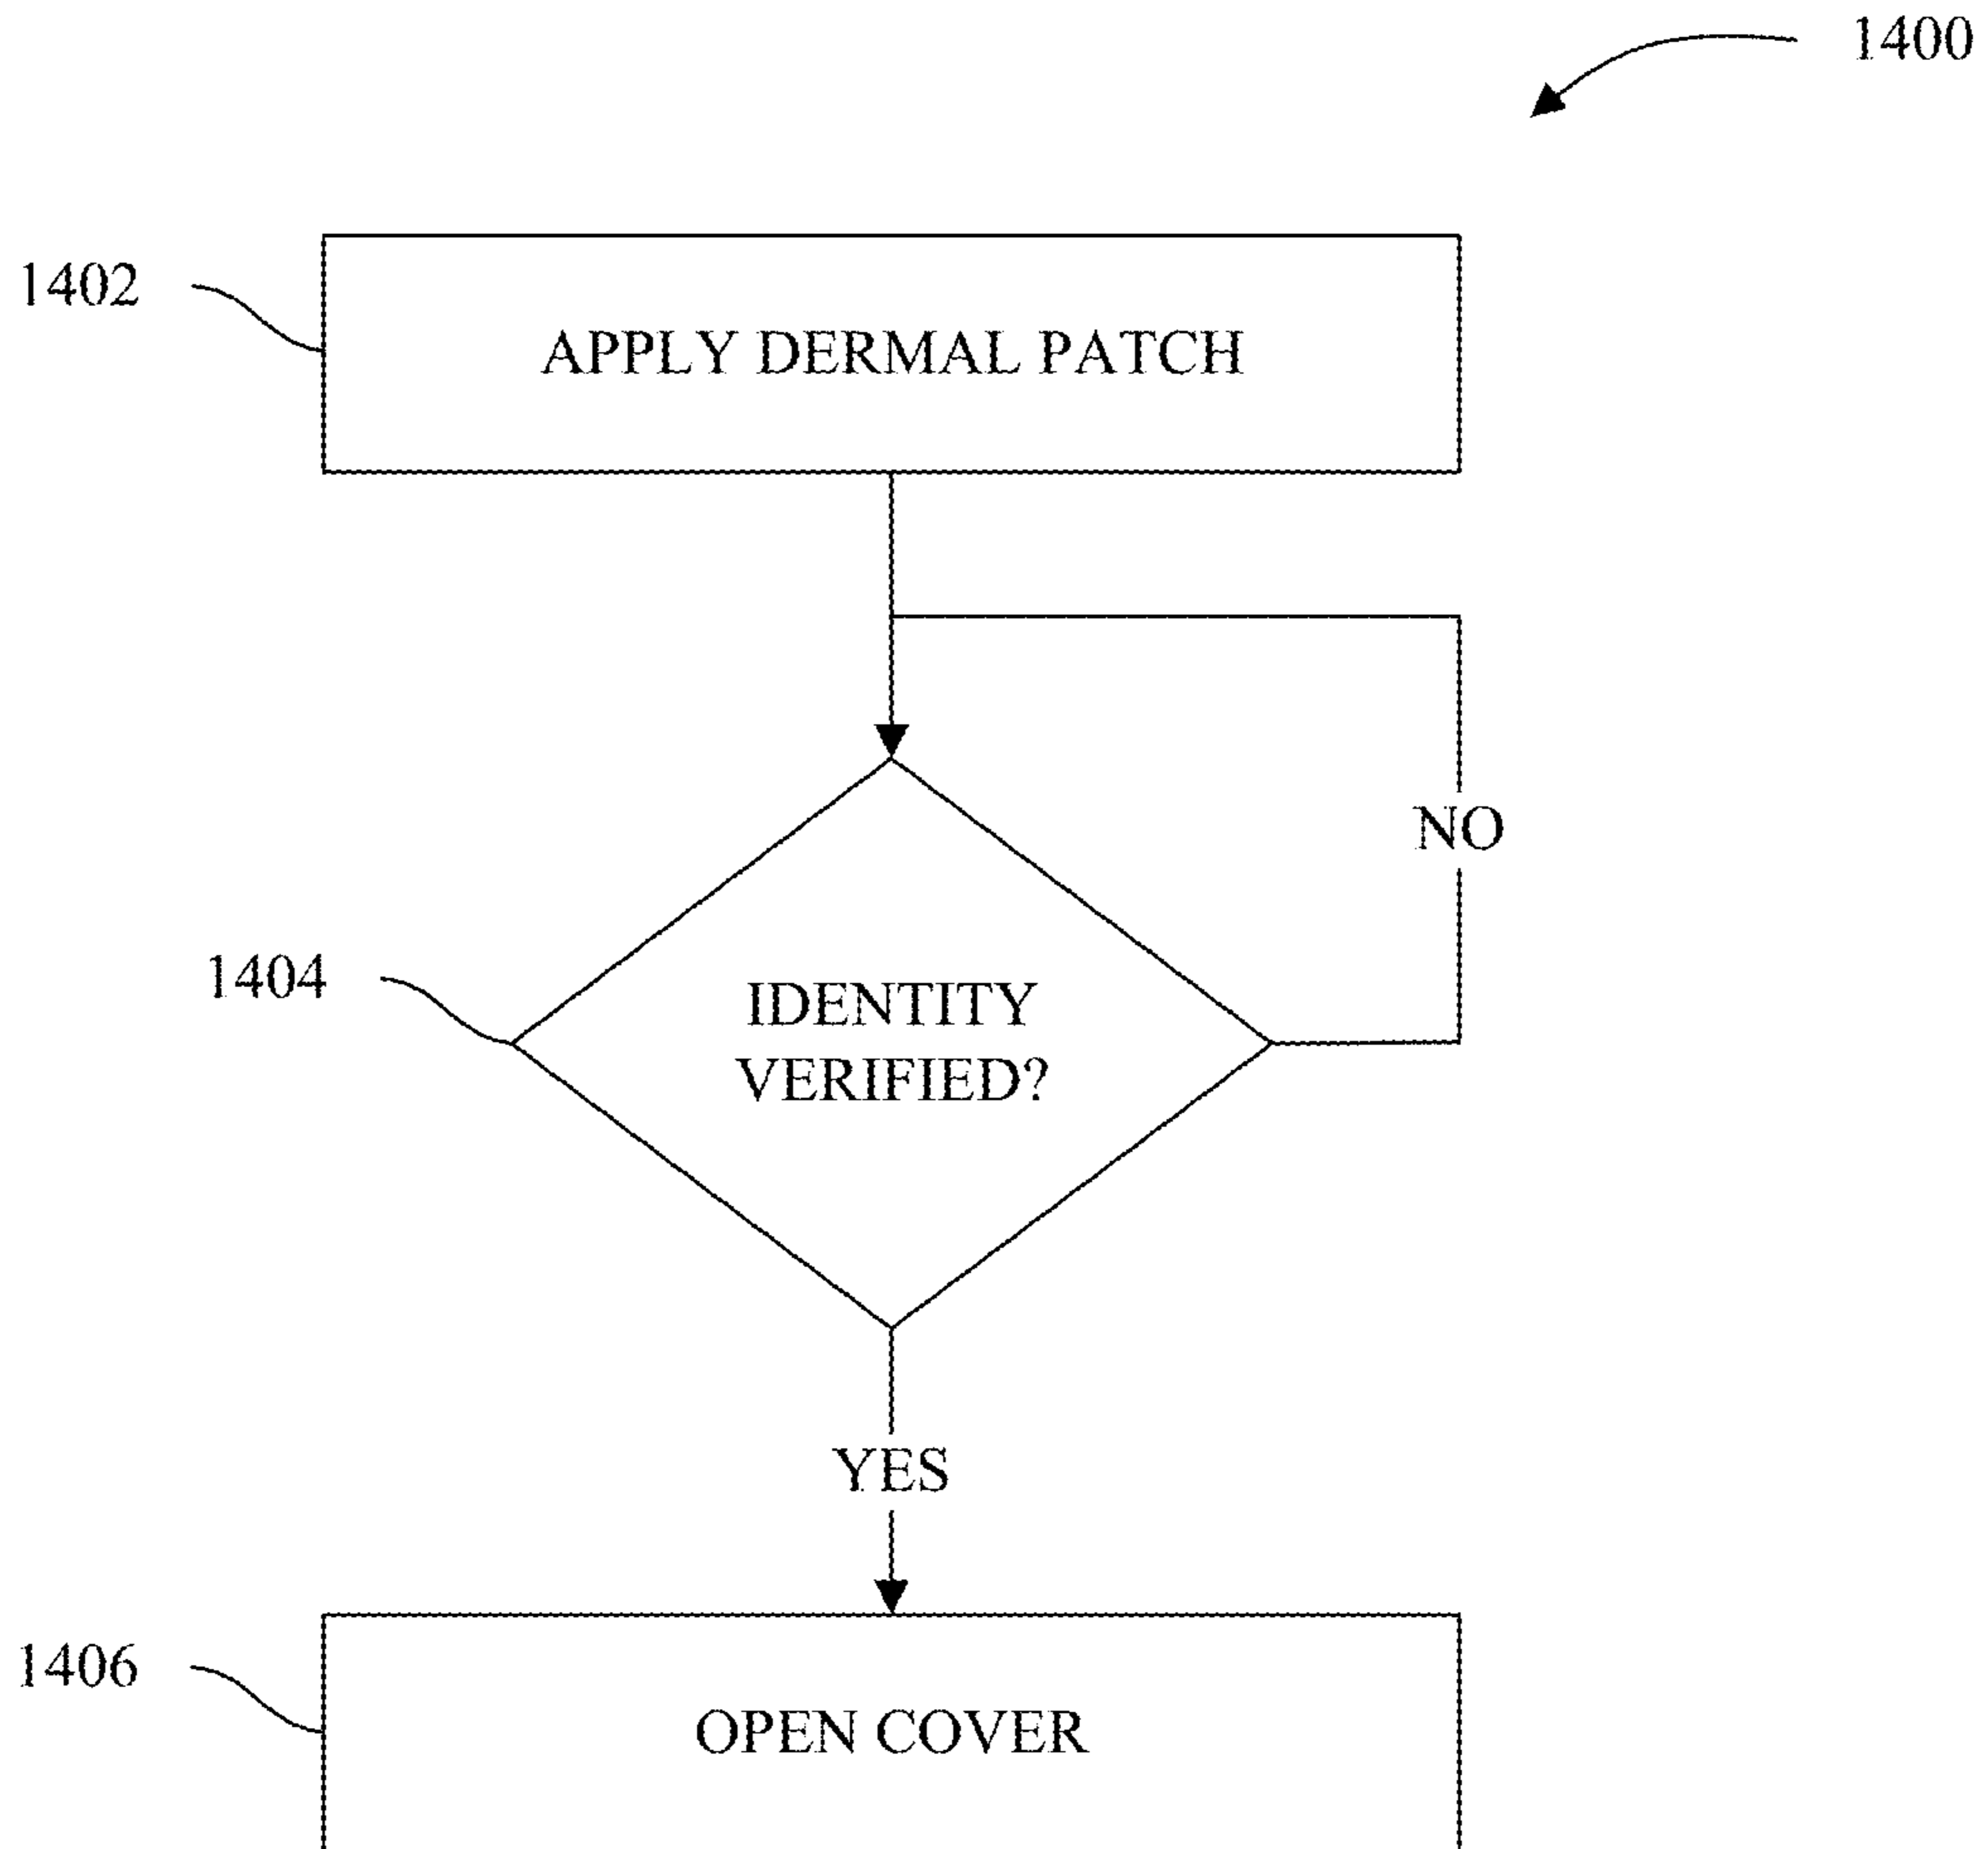 1400
1402
APPLY DERMAL PATCH
NO
1404
IDENTITY
VERIFIED?
YES
1406
OPEN COVER